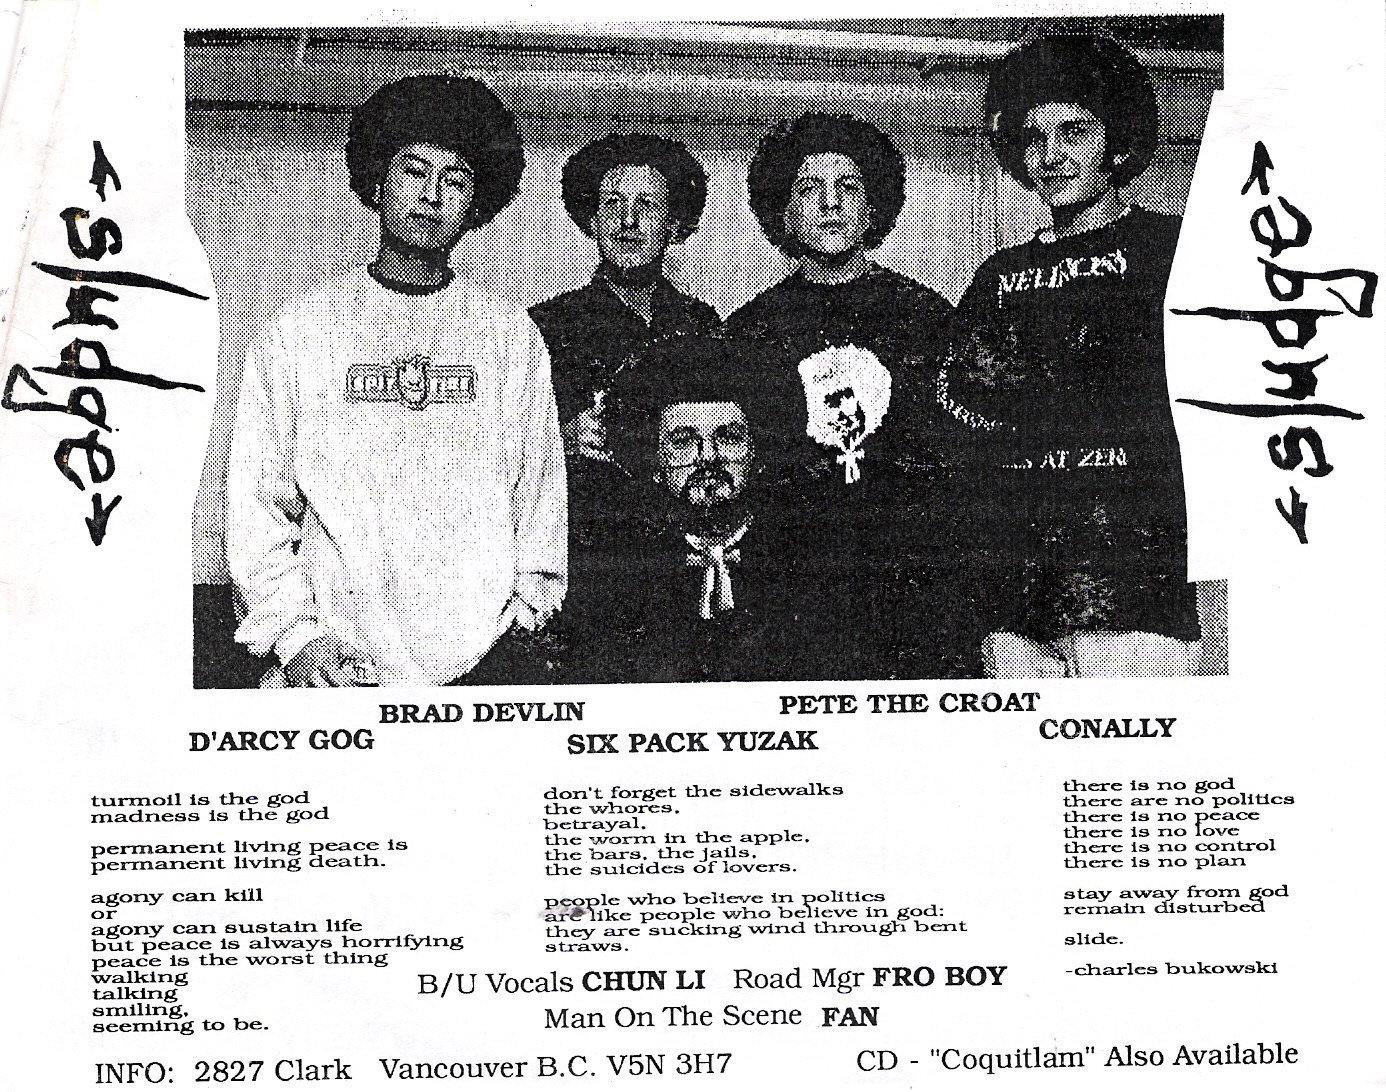 sludge
sludge
SPITFIRE
AT ZERO
BRAD DEVLIN
PETE THE CROAT
D'ARCY GOG
SIX PACK YUZAK
CONALLY
turmoil is the god
madness is the god
permanent living peace is
permanent living death.
agony can kill
or
agony can sustain life
but peace is always horrifying
peace is the worst thing
walking
talking
smiling,
seeming to be.
don't forget the sidewalks
the whores,
betrayal,
the worm in the apple,
the bars, the jails,
the suicides of lovers.
people who believe in politics
are like people who believe in god:
they are sucking wind through bent
straws.
there is no god
there are no politics
there is no peace
there is no love
there is no control
there is no plan
stay away from god
remain disturbed
slide.
-charles bukowski
B/U Vocals CHUN LI Road Mgr FRO BOY
Man On The Scene FAN
INFO: 2827 Clark Vancouver B.C. V5N 3H7
CD - "Coquitlam" Also Available